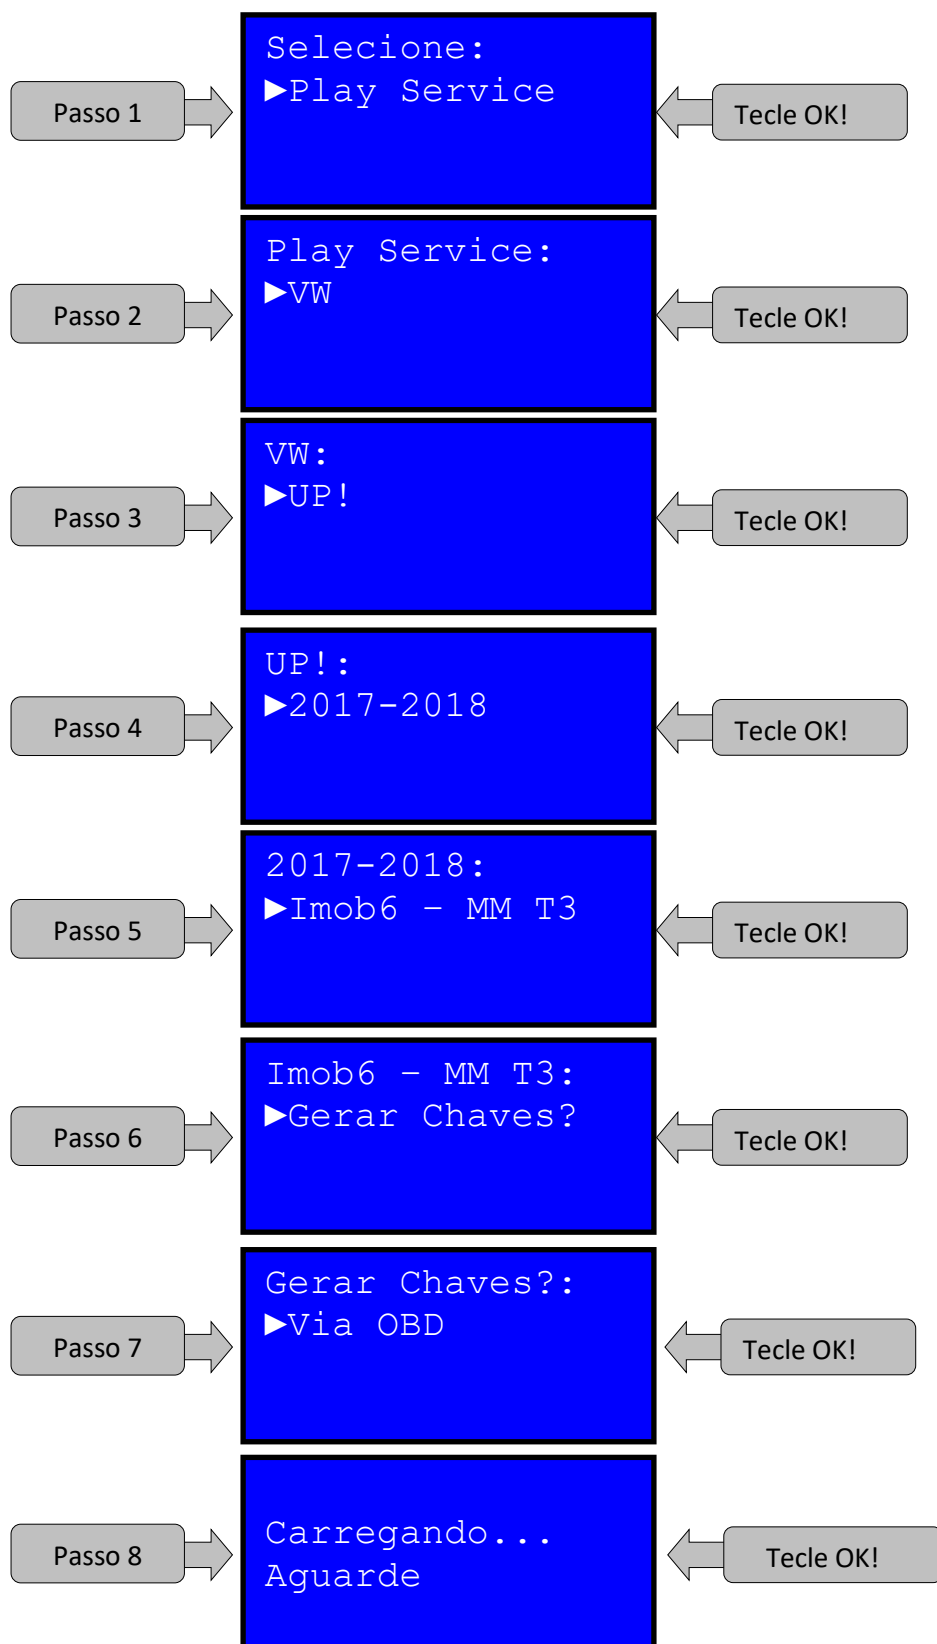 Selecione:
Passo 1
►Play Service
Tecle OK!
Play Service:
Passo 2
►VW
Tecle OK!
VW:
Passo 3
►UP!
Tecle OK!
UP!:
Passo 4
►2017-2018
Tecle OK!
2017-2018:
Passo 5
►Imob6 – MM T3
Tecle OK!
Imob6 – MM T3:
Passo 6
►Gerar Chaves?
Tecle OK!
Gerar Chaves?:
Passo 7
►Via OBD
Tecle OK!
Carregando...
Passo 8
Aguarde
Tecle OK!